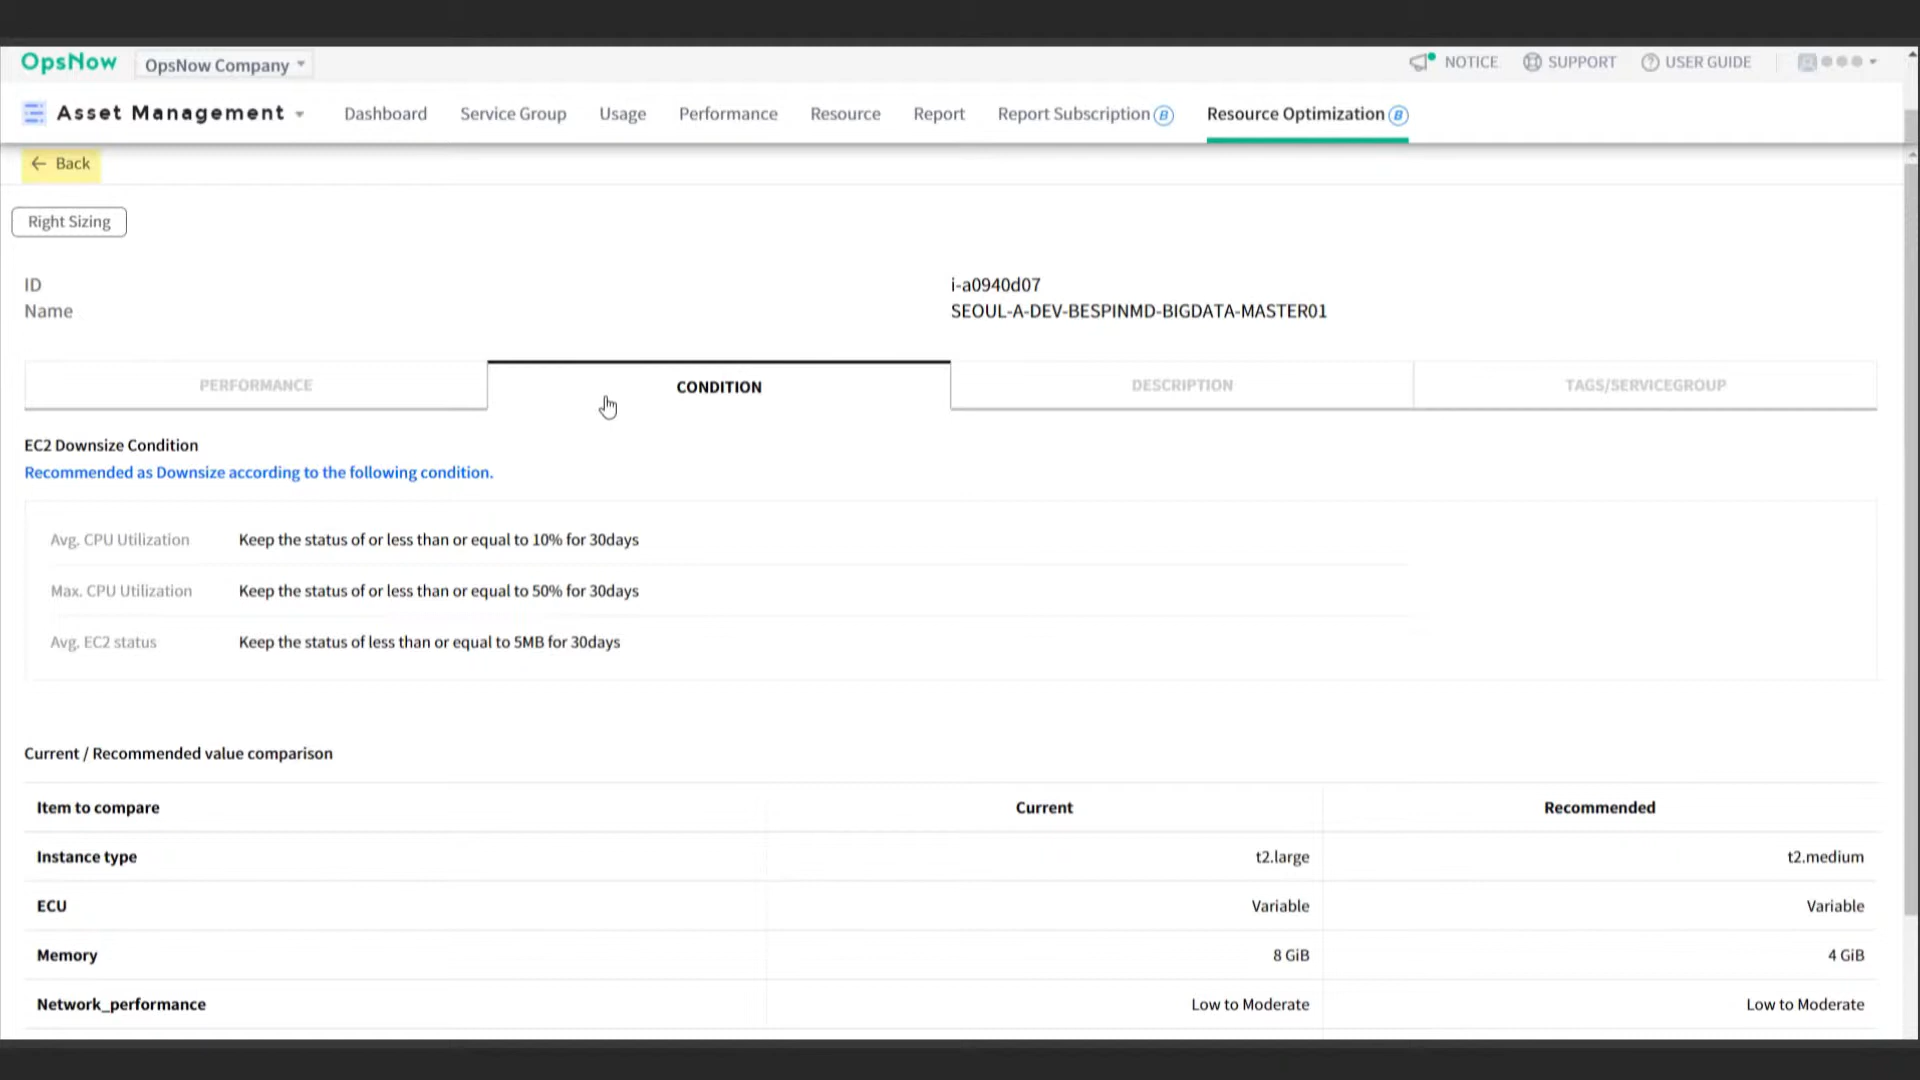 OpsNow
OpsNow Company
NOTICE
SUPPORT
USER GUIDE
Asset Management
Dashboard
Service Group
Usage
Performance
Resource
Report
Report Subscription
Resource Optimization
← Back
Right Sizing
ID i-a0940d07
Name SEOUL-A-DEV-BESPINMD-BIGDATA-MASTER01
PERFORMANCE CONDITION DESCRIPTION TAGS/SERVICEGROUP
EC2 Downsize Condition
Recommended as Downsize according to the following condition.
Avg. CPU Utilization Keep the status of or less than or equal to 10% for 30days
Max. CPU Utilization Keep the status of or less than or equal to 50% for 30days
Avg. EC2 status Keep the status of less than or equal to 5MB for 30days
Current / Recommended value comparison
Item to compare Current Recommended
Instance type t2.large t2.medium
ECU Variable Variable
Memory 8 GiB 4 GiB
Network_performance Low to Moderate Low to Moderate